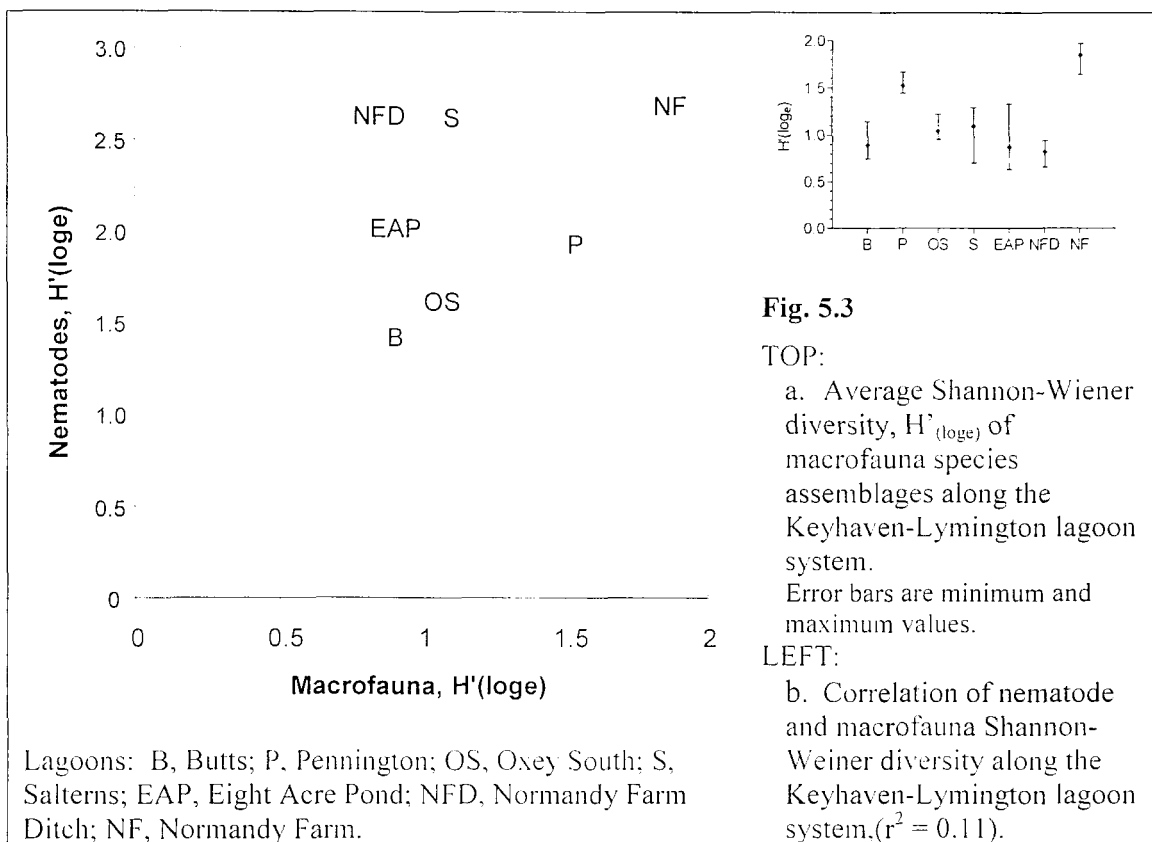 3.0
2.5
2.0
1.5
1.0
0.5
0
Nematodes, H'(loge)
NFD
S
NF
EAP
P
OS
B
0
0.5
1
1.5
2
Macrofauna, H'(loge)
Lagoons: B, Butts; P, Pennington; OS, Oxey South; S,
Salterns; EAP, Eight Acre Pond; NFD, Normandy Farm
Ditch; NF, Normandy Farm.
2.0
1.5
1.0
0.5
0.0
H'(loge)
B
P
OS
S
EAP
NFD
NF
Fig. 5.3
TOP:
a. Average Shannon-Wiener
diversity, H'(loge) of
macrofauna species
assemblages along the
Keyhaven-Lymington lagoon
system.
Error bars are minimum and
maximum values.
LEFT:
b. Correlation of nematode
and macrofauna Shannon-
Weiner diversity along the
Keyhaven-Lymington lagoon
system,(r² = 0.11).